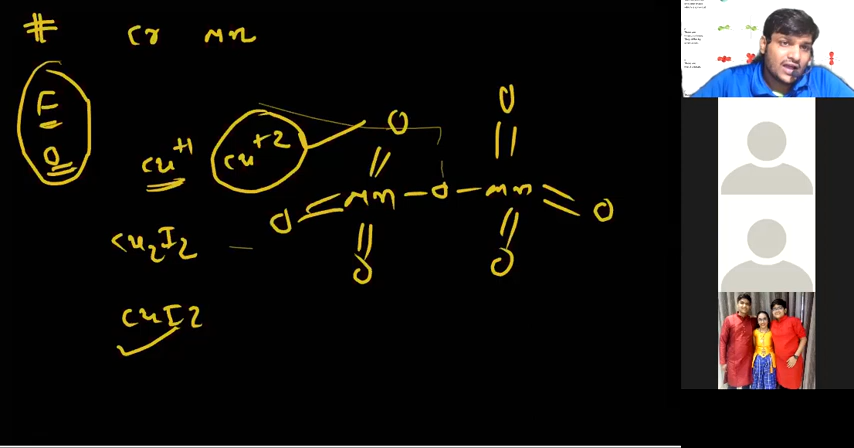 # Cr Mn
F
O
Cu+1 Cu+2
O O
O Mn O Mn O
O O
Cu2I2
CuI2